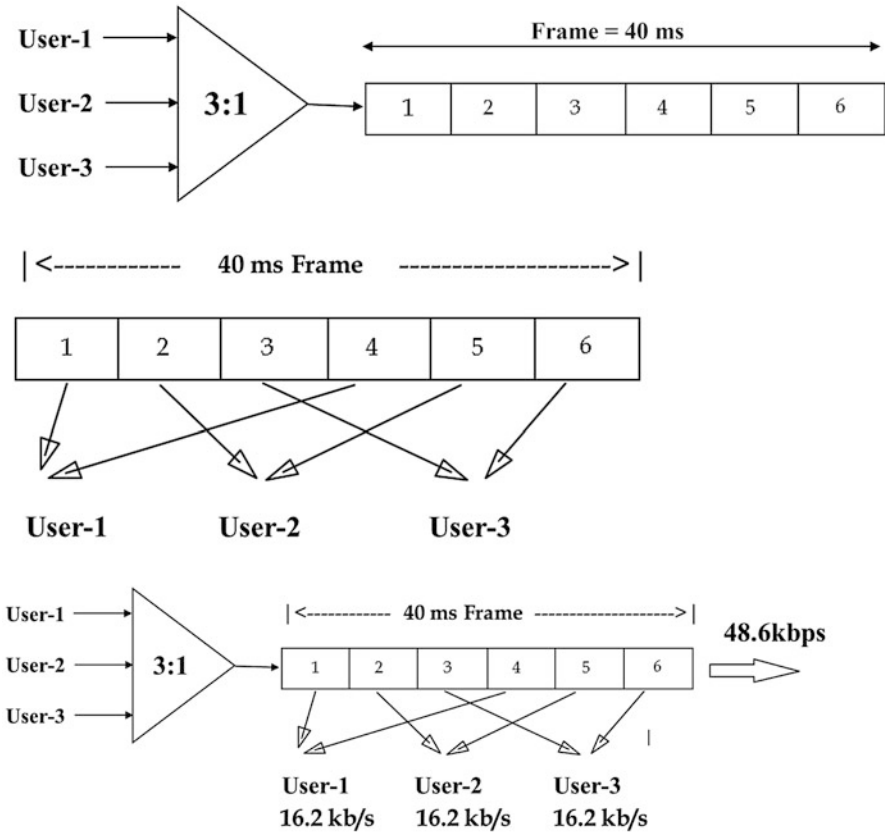 User-1
User-2
User-3
3:1
Frame = 40 ms
1 2 3 4 5 6
|<----------- 40 ms Frame ------------------>|
1 2 3 4 5 6
User-1 User-2 User-3
User-1
User-2
User-3
3:1
|<----------- 40 ms Frame ----------------->|
48.6kbps
1 2 3 4 5 6
User-1 User-2 User-3
16.2 kb/s 16.2 kb/s 16.2 kb/s